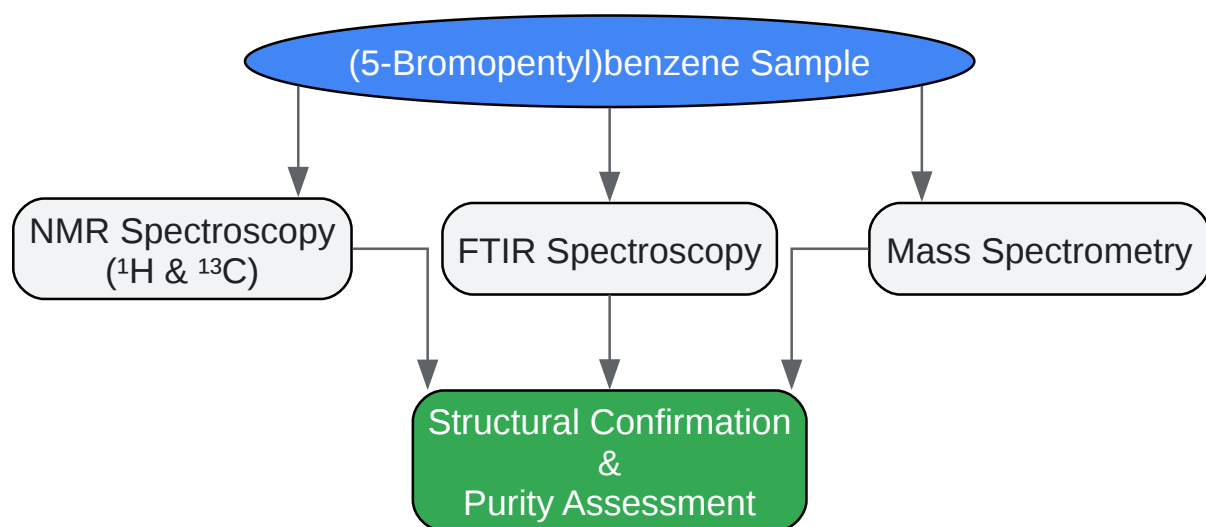 (5-Bromopentyl)benzene Sample
NMR Spectroscopy
(¹H & ¹³C)
FTIR Spectroscopy
Mass Spectrometry
Structural Confirmation
&
Purity Assessment